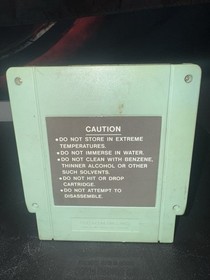 CAUTION
•DO NOT STORE IN EXTREME
TEMPERATURES.
•DO NOT IMMERSE IN WATER.
•DO NOT CLEAN WITH BENZENE,
THINNER ALCOHOL OR OTHER
SUCH SOLVENTS.
•DO NOT HIT OR DROP
CARTRIDGE.
•DO NOT ATTEMPT TO
DISASSEMBLE.